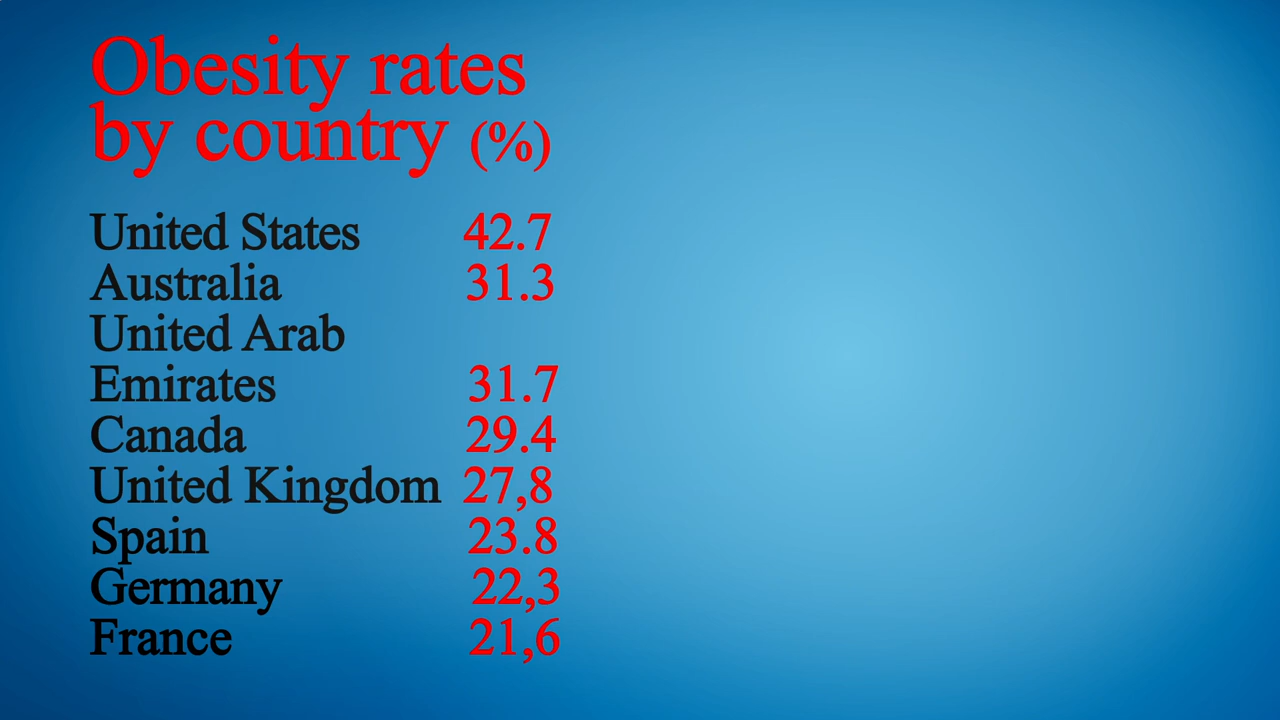 Obesity rates
by country (%)
United States 42.7
Australia 31.3
United Arab
Emirates 31.7
Canada 29.4
United Kingdom 27,8
Spain 23.8
Germany 22,3
France 21,6